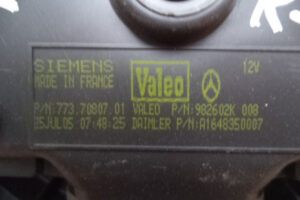 SIEMENS Valeo 12V
MADE IN FRANCE
P/N:773.70807.01 VALEO P/N:982602K 008
05JUL05 07:48:25 DAIMLER P/N:A1648350007